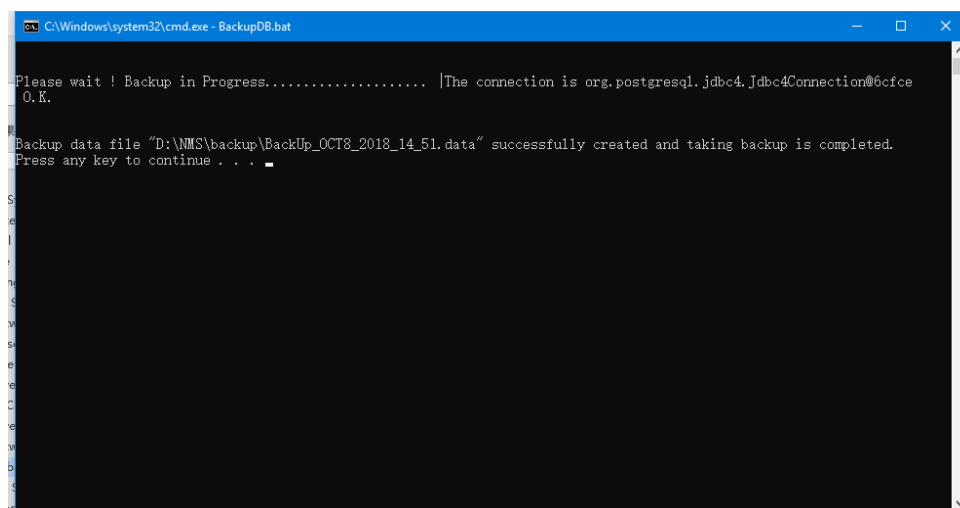 C:\Windows\system32\cmd.exe - BackupDB.bat
Please wait ! Backup in Progress.................... |The connection is org.postgresql.jdbc4.Jdbc4Connection@6cfce
O.K.
Backup data file "D:\NMS\backup\BackUp_OCT8_2018_14_51.data" successfully created and taking backup is completed.
Press any key to continue . . .